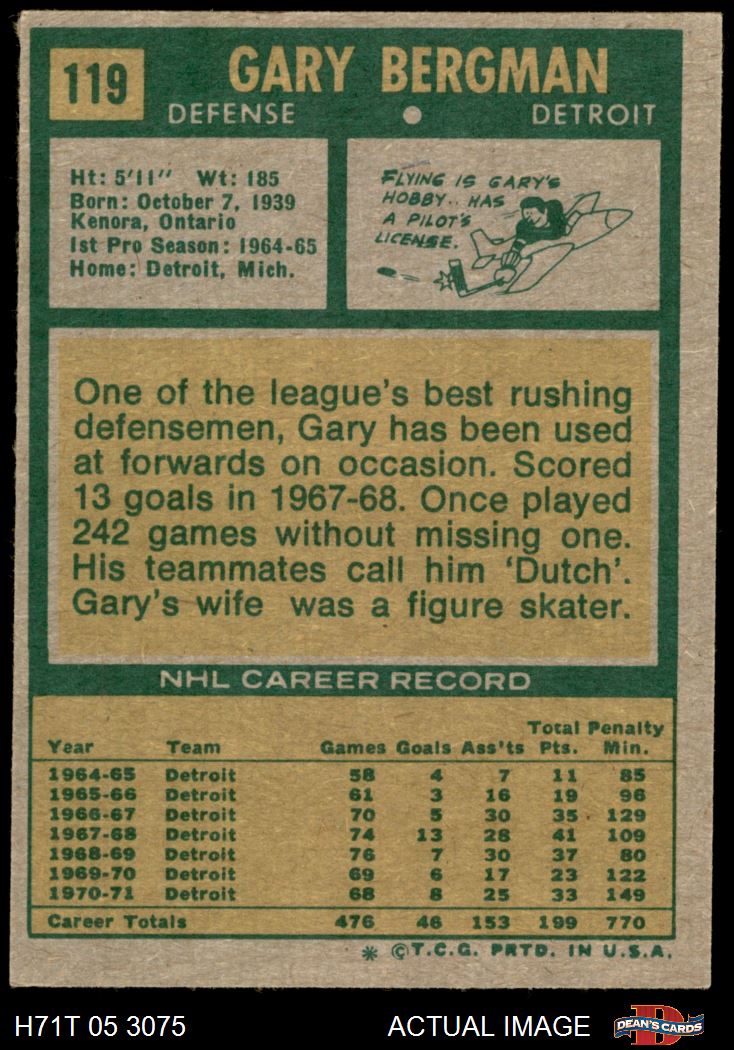 119
GARY BERGMAN
DEFENSE DETROIT
Ht: 5'11" Wt: 185
Born: October 7, 1939
Kenora, Ontario
1st Pro Season: 1964-65
Home: Detroit, Mich.
FLYING IS GARY'S
HOBBY.. HAS
A PILOT'S
LICENSE.
One of the league's best rushing
defensemen, Gary has been used
at forwards on occasion. Scored
13 goals in 1967-68. Once played
242 games without missing one.
His teammates call him 'Dutch'.
Gary's wife was a figure skater.
NHL CAREER RECORD
Year Team Games Goals Ass'ts Total Pts. Penalty Min.
1964-65 Detroit 58 4 7 11 85
1965-66 Detroit 61 3 16 19 96
1966-67 Detroit 70 5 30 35 129
1967-68 Detroit 74 13 28 41 109
1968-69 Detroit 76 7 30 37 80
1969-70 Detroit 69 6 17 23 122
1970-71 Detroit 68 8 25 33 149
Career Totals 476 46 153 199 770
* ©T.C.G. PRTD. IN U.S.A.
H71T 05 3075 ACTUAL IMAGE
D
DEAN'S CARDS